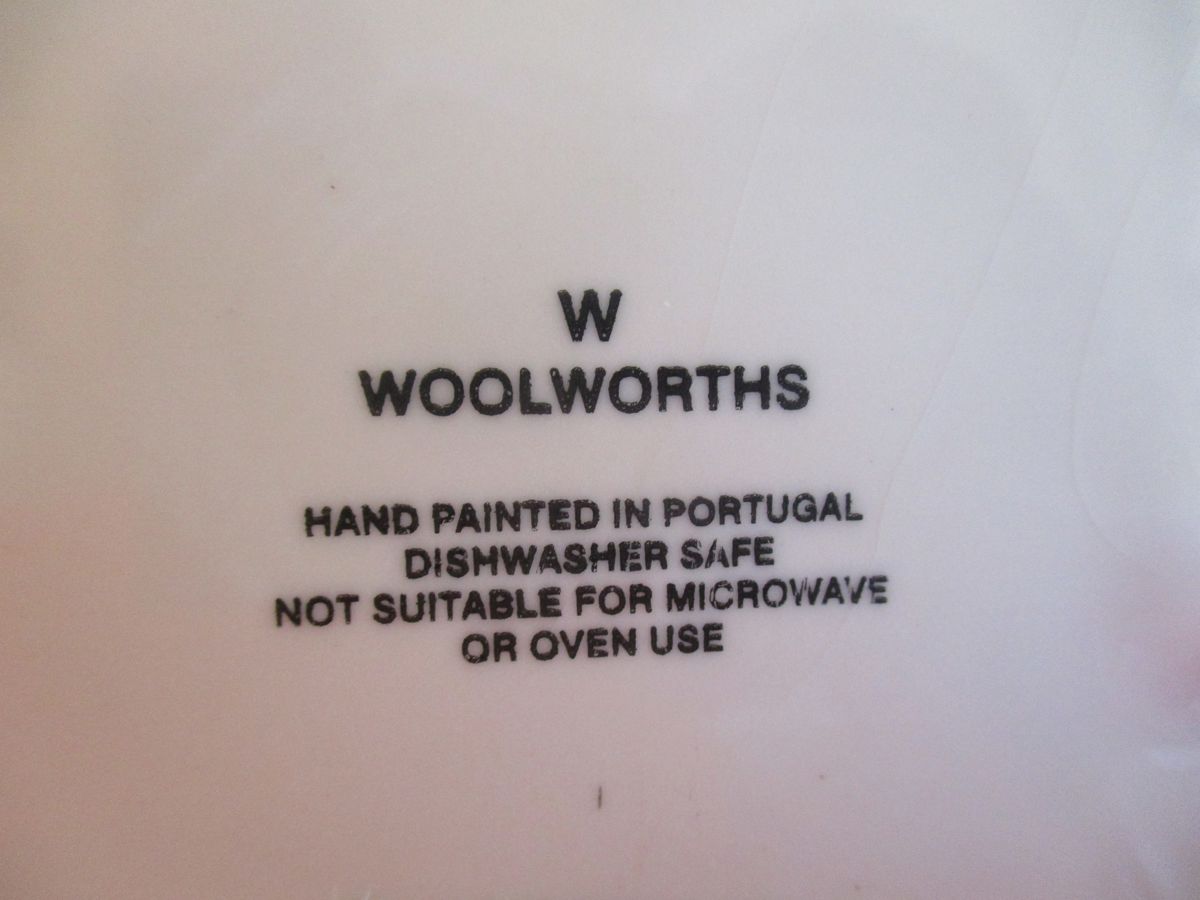 W
WOOLWORTHS
HAND PAINTED IN PORTUGAL
DISHWASHER SAFE
NOT SUITABLE FOR MICROWAVE
OR OVEN USE